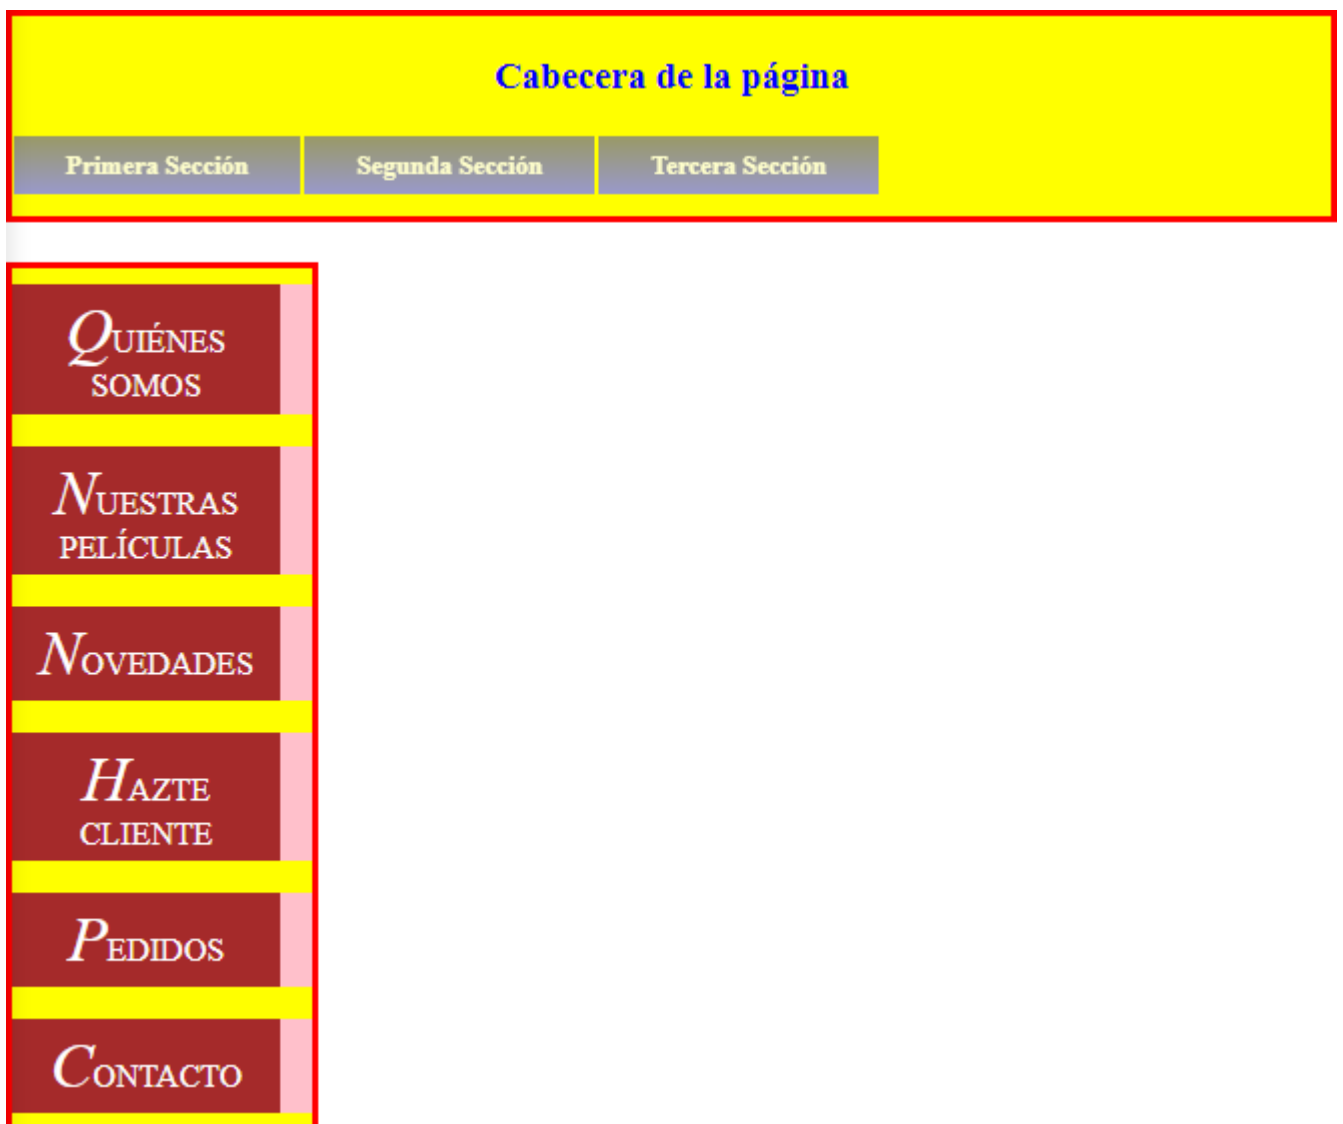 Cabecera de la página
Primera Sección Segunda Sección Tercera Sección
QUIÉNES
SOMOS
NUESTRAS
PELÍCULAS
NOVEDADES
HAZTE
CLIENTE
PEDIDOS
CONTACTO